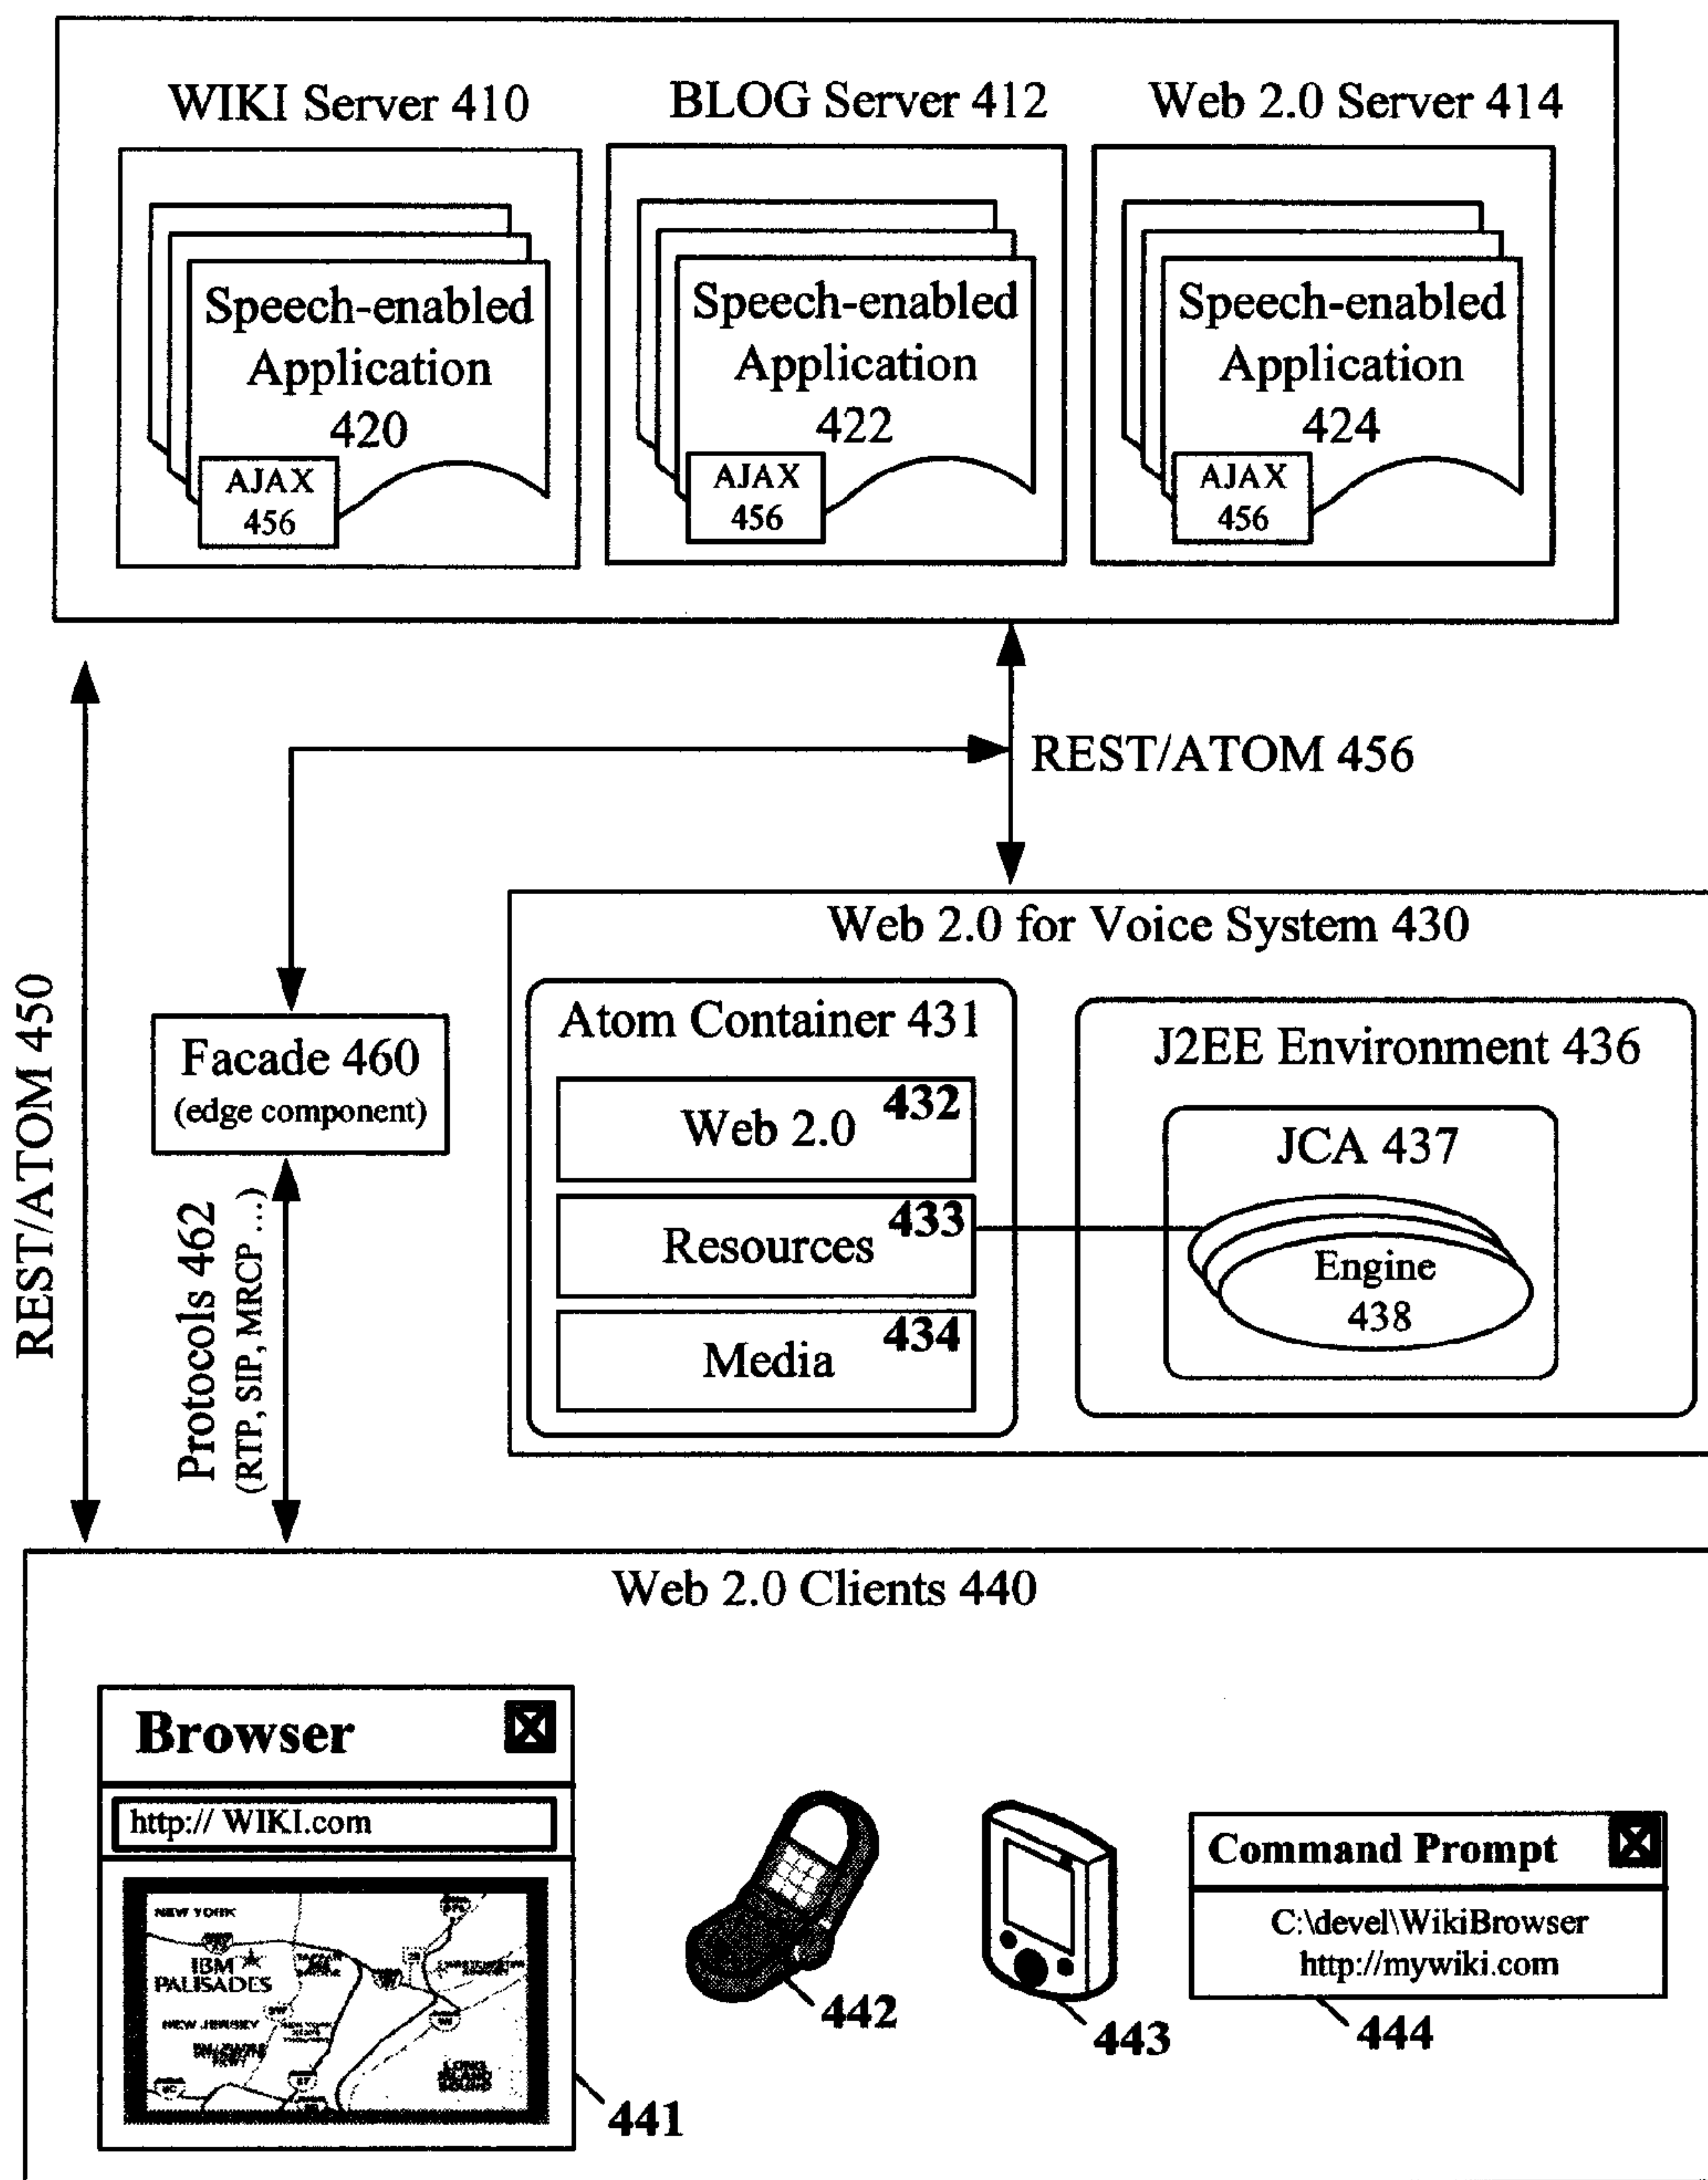 WIKI Server 410
BLOG Server 412
Web 2.0 Server 414
Speech-enabled
Application
420
AJAX
456
Speech-enabled
Application
422
AJAX
456
Speech-enabled
Application
424
AJAX
456
REST/ATOM 456
REST/ATOM 450
Facade 460
(edge component)
Protocols 462
(RTP, SIP, MRCP ...)
Web 2.0 for Voice System 430
Atom Container 431
Web 2.0
432
Resources
433
Media
434
J2EE Environment 436
JCA 437
Engine
438
Web 2.0 Clients 440
Browser
http:// WIKI.com
NEW YORK
IBM
PALISADES
NEW JERSEY
LONG
ISLAND
SOUND
441
442
443
Command Prompt
C:\devel\WikiBrowser
http://mywiki.com
444